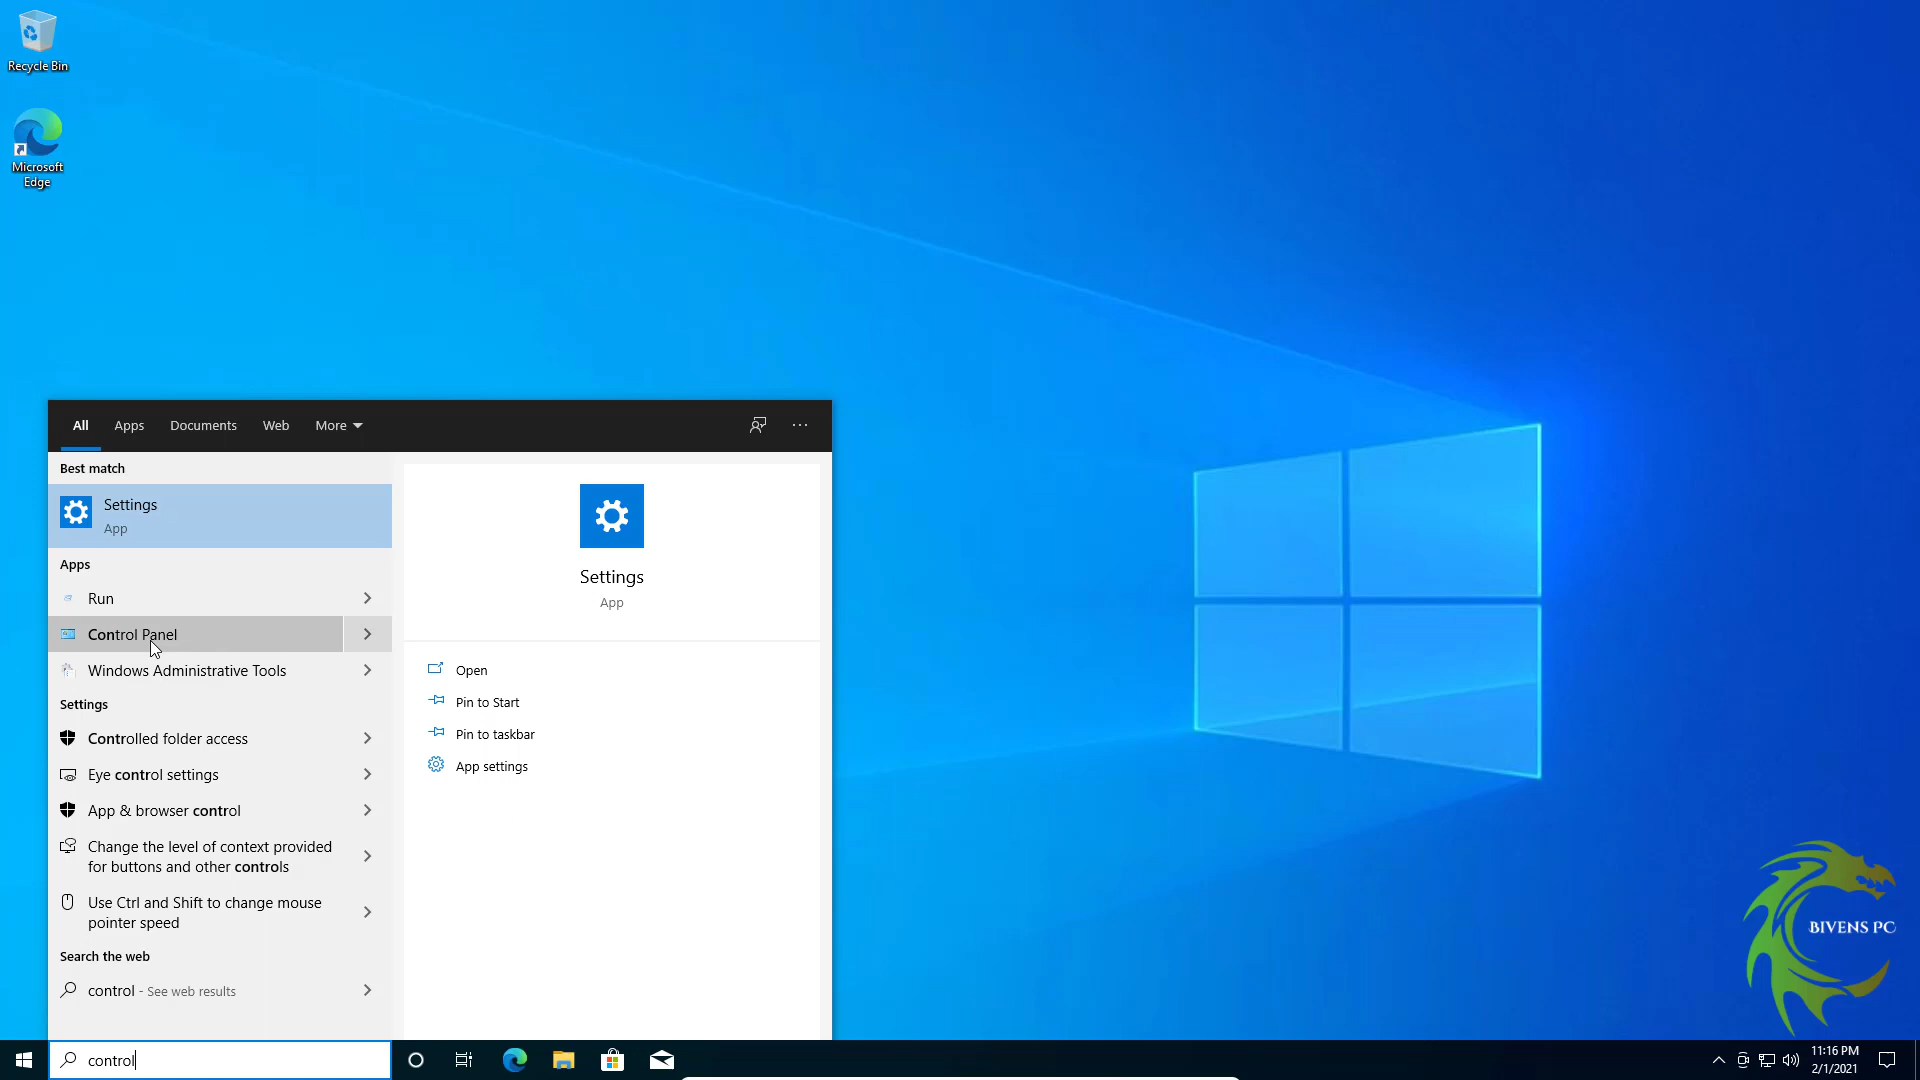 Recycle Bin
Microsoft
Edge
All Apps Documents Web More ···
Best match
Settings
App
Apps
Run
Control Panel
Windows Administrative Tools
Settings
Controlled folder access
Eye control settings
App & browser control
Change the level of context provided
for buttons and other controls
Use Ctrl and Shift to change mouse
pointer speed
Search the web
control - See web results
Settings
App
Open
Pin to Start
Pin to taskbar
App settings
BIVENS PC
control
11:16 PM
2/1/2021